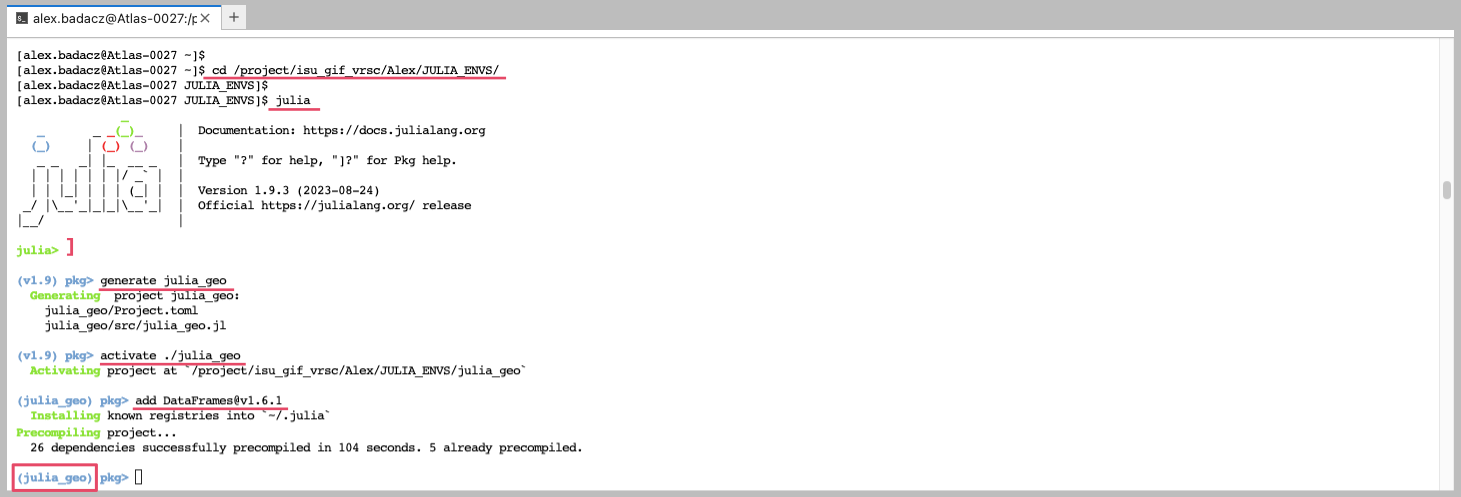 alex.badacz@Atlas-0027:/p
[alex.badacz@Atlas-0027 ~]$
[alex.badacz@Atlas-0027 ~]$ cd /project/isu_gif_vrsc/Alex/JULIA_ENVS/
[alex.badacz@Atlas-0027 JULIA_ENVS]$
[alex.badacz@Atlas-0027 JULIA_ENVS]$ julia
               _
   _       _ _(_)_     |  Documentation: https://docs.julialang.org
  (_)     | (_) (_)    |
   _ _   _| |_  __ _   |  Type "?" for help, "]?" for Pkg help.
  | | | | | | |/ _` |  |
  | | |_| | | | (_| |  |  Version 1.9.3 (2023-08-24)
 _/ |\__'_|_|_|\__'_|  |  Official https://julialang.org/ release
|__/                   |
julia> ]
(v1.9) pkg> generate julia_geo
  Generating  project julia_geo:
    julia_geo/Project.toml
    julia_geo/src/julia_geo.jl
(v1.9) pkg> activate ./julia_geo
  Activating project at `/project/isu_gif_vrsc/Alex/JULIA_ENVS/julia_geo`
(julia_geo) pkg> add DataFrames@v1.6.1
  Installing known registries into `~/.julia`
Precompiling project...
  26 dependencies successfully precompiled in 104 seconds. 5 already precompiled.
(julia_geo) pkg>